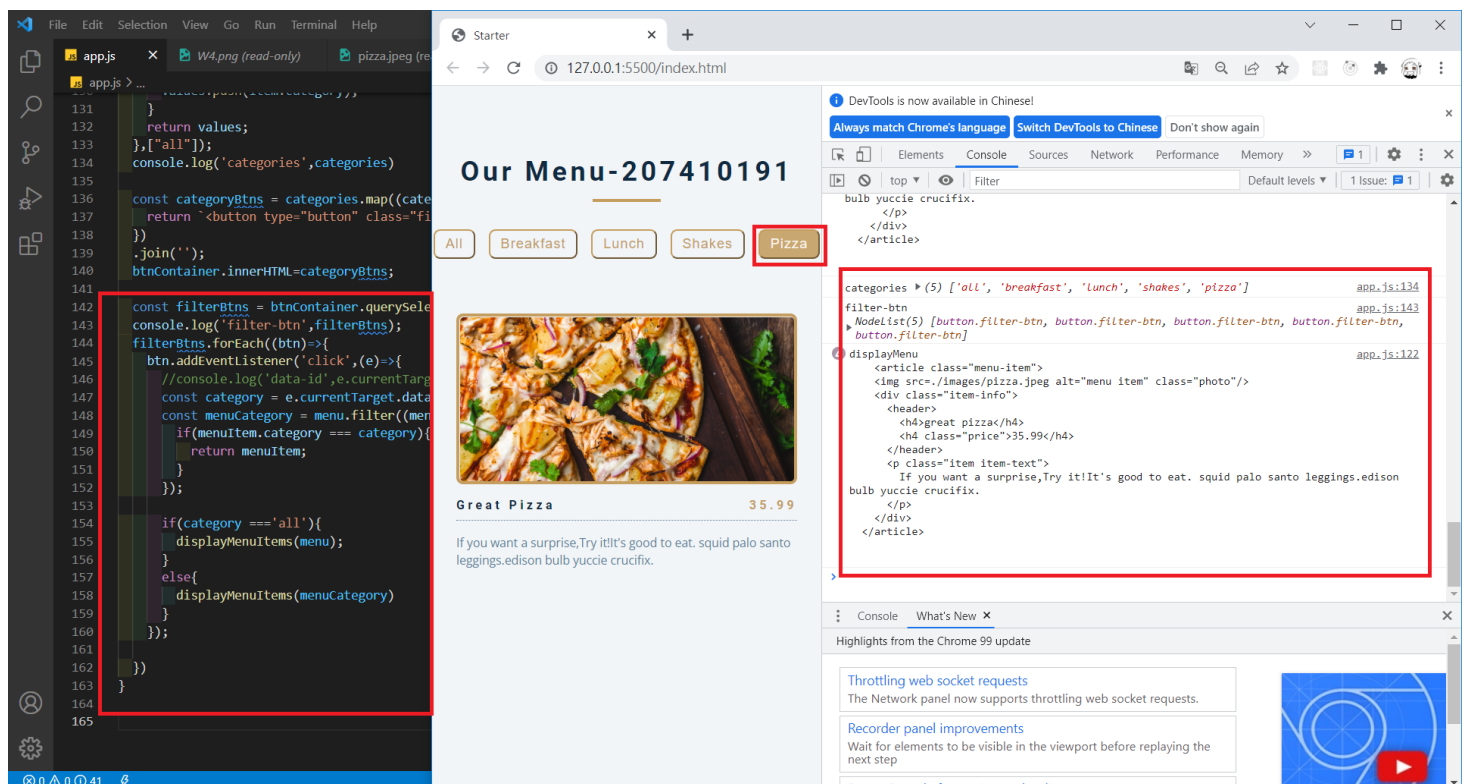 File Edit Selection View Go Run Terminal Help
app.js
W4.png (read-only)
pizza.jpeg
app.js > ...
131 }
132 return values;
133 },["all"]);
134 console.log('categories',categories)
135
136 const categoryBtns = categories.map((cate
137 return `<button type="button" class="fi
138 })
139 .join('');
140 btnContainer.innerHTML=categoryBtns;
141
142 const filterBtns = btnContainer.querySele
143 console.log('filter-btn',filterBtns);
144 filterBtns.forEach((btn)=>{
145 btn.addEventListener('click',(e)=>{
146 //console.log('data-id',e.currentTarg
147 const category = e.currentTarget.data
148 const menuCategory = menu.filter((men
149 if(menuItem.category === category){
150 return menuItem;
151 }
152 });
153
154 if(category ==='all'){
155 displayMenuItems(menu);
156 }
157 else{
158 displayMenuItems(menuCategory)
159 }
160 });
161
162 })
163 }
164
165
0 0 41
Starter
127.0.0.1:5500/index.html
Our Menu-207410191
All Breakfast Lunch Shakes Pizza
Great Pizza 35.99
If you want a surprise,Try it!It's good to eat. squid palo santo
leggings.edison bulb yuccie crucifix.
DevTools is now available in Chinese!
Always match Chrome's language Switch DevTools to Chinese Don't show again
Elements Console Sources Network Performance Memory » 1
top ▼ Filter Default levels ▼ 1 Issue: 1
bulb yuccie crucifix.
</p>
</div>
</article>
categories ▶(5) ['all', 'breakfast', 'lunch', 'shakes', 'pizza'] app.js:134
filter-btn app.js:143
NodeList(5) [button.filter-btn, button.filter-btn, button.filter-btn, button.filter-btn,
button.filter-btn]
displayMenu app.js:122
<article class="menu-item">
<img src=./images/pizza.jpeg alt="menu item" class="photo"/>
<div class="item-info">
<header>
<h4>great pizza</h4>
<h4 class="price">35.99</h4>
</header>
<p class="item item-text">
If you want a surprise,Try it!It's good to eat. squid palo santo leggings.edison
bulb yuccie crucifix.
</p>
</div>
</article>
Console What's New
Highlights from the Chrome 99 update
Throttling web socket requests
The Network panel now supports throttling web socket requests.
Recorder panel improvements
Wait for elements to be visible in the viewport before replaying the
next step